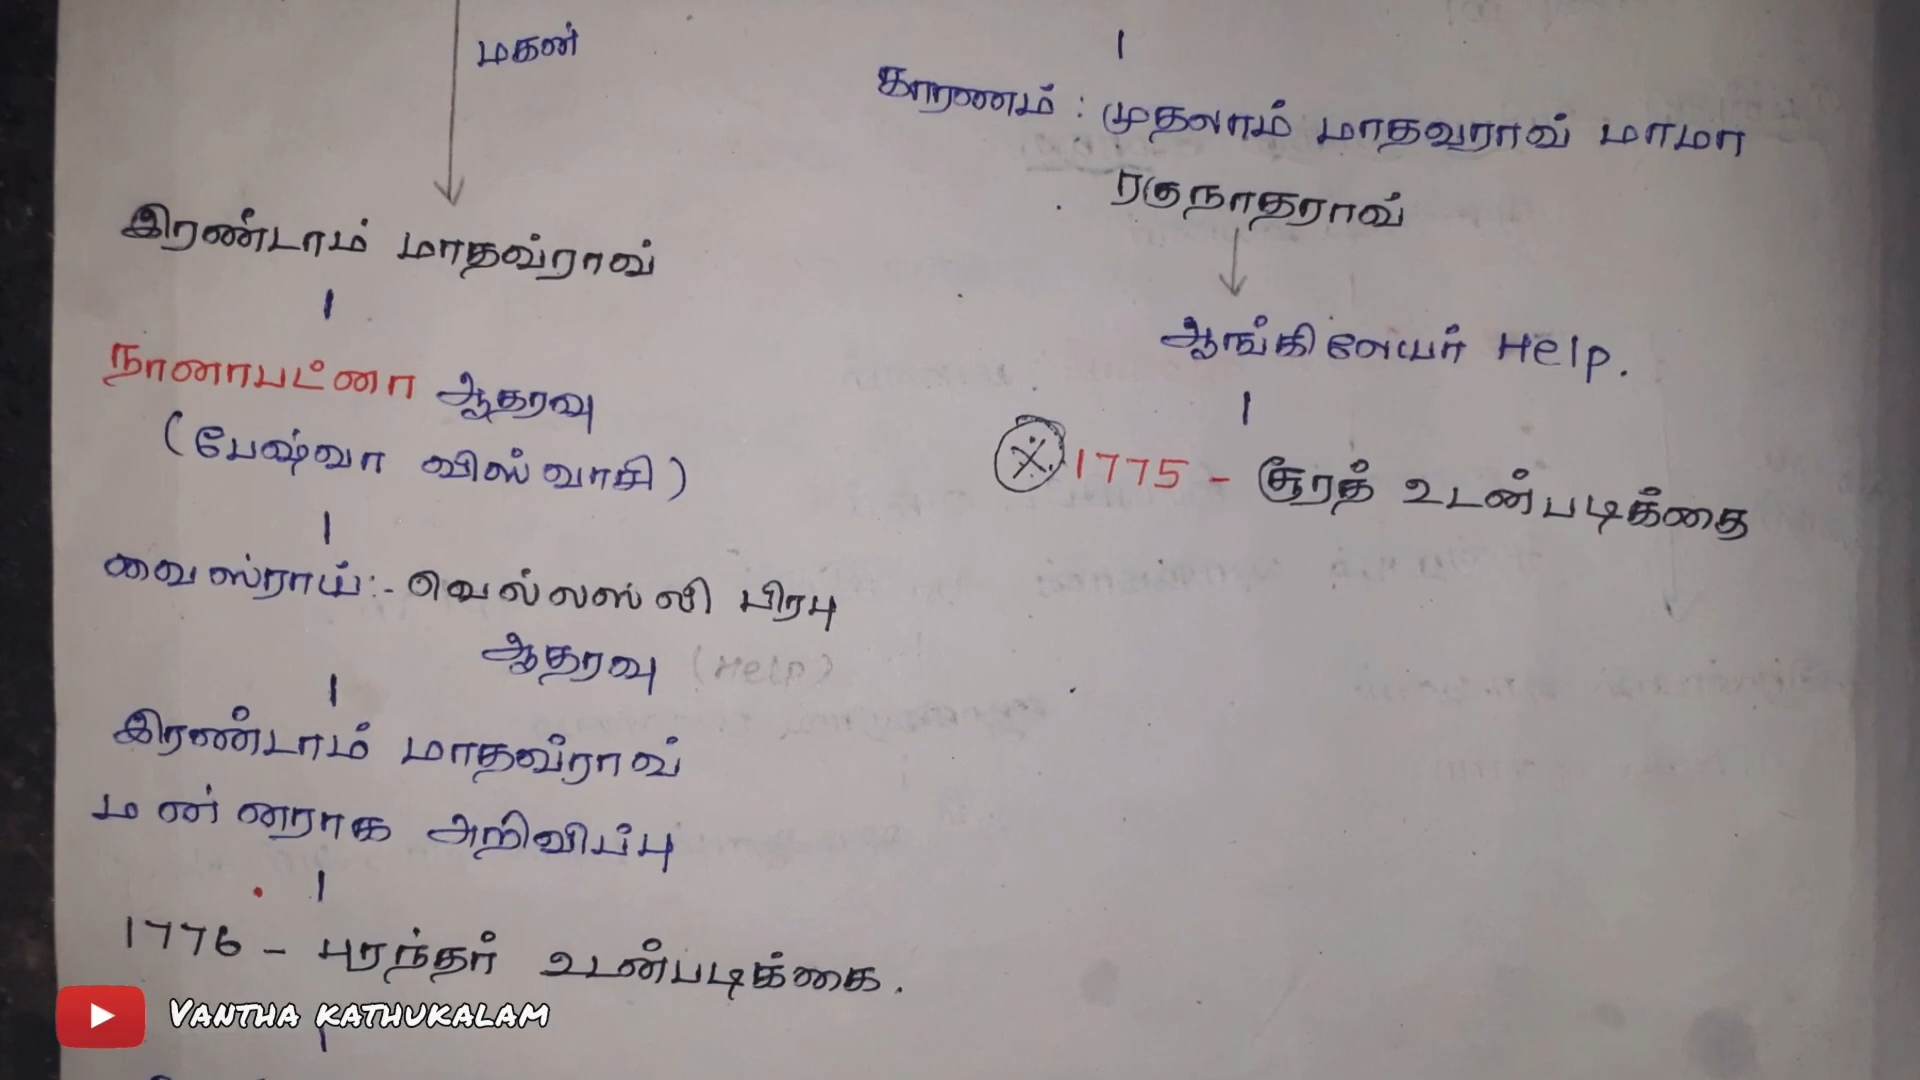 மகன்
இரண்டாம் மாதவ்ராவ்
நானாபட்னா ஆதரவு
(பேஷ்வா விஸ்வாசி)
வைஸ்ராய்:- வெல்லஸ்லி பிரபு
ஆதரவு (Help)
இரண்டாம் மாதவ்ராவ்
மன்னராக அறிவிப்பு
1776 - புரந்தர் உடன்படிக்கை.
காரணம் : முதலாம் மாதவராவ் மாமா
ரகுநாதராவ்
ஆங்கிலேயர் Help.
1775 - சூரத் உடன்படிக்கை
VANTHA KATHUKALAM